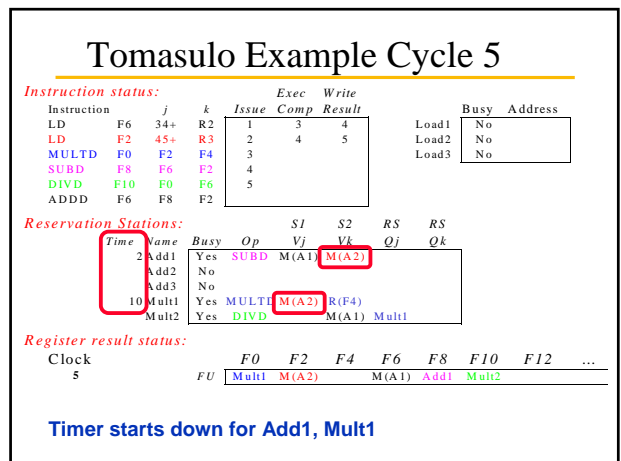 Tomasulo Example Cycle 5
Instruction status: Exec Write
Instruction j k Issue Comp Result Busy Address
LD F6 34+ R2 1 3 4 Load1 No
LD F2 45+ R3 2 4 5 Load2 No
MULTD F0 F2 F4 3 Load3 No
SUBD F8 F6 F2 4
DIVD F10 F0 F6 5
ADDD F6 F8 F2
Reservation Stations: S1 S2 RS RS
Time Name Busy Op Vj Vk Qj Qk
2 Add1 Yes SUBD M(A1) M(A2)
Add2 No
Add3 No
10 Mult1 Yes MULTD M(A2) R(F4)
Mult2 Yes DIVD M(A1) Mult1
Register result status:
Clock F0 F2 F4 F6 F8 F10 F12 ...
5 FU Mult1 M(A2) M(A1) Add1 Mult2
Timer starts down for Add1, Mult1